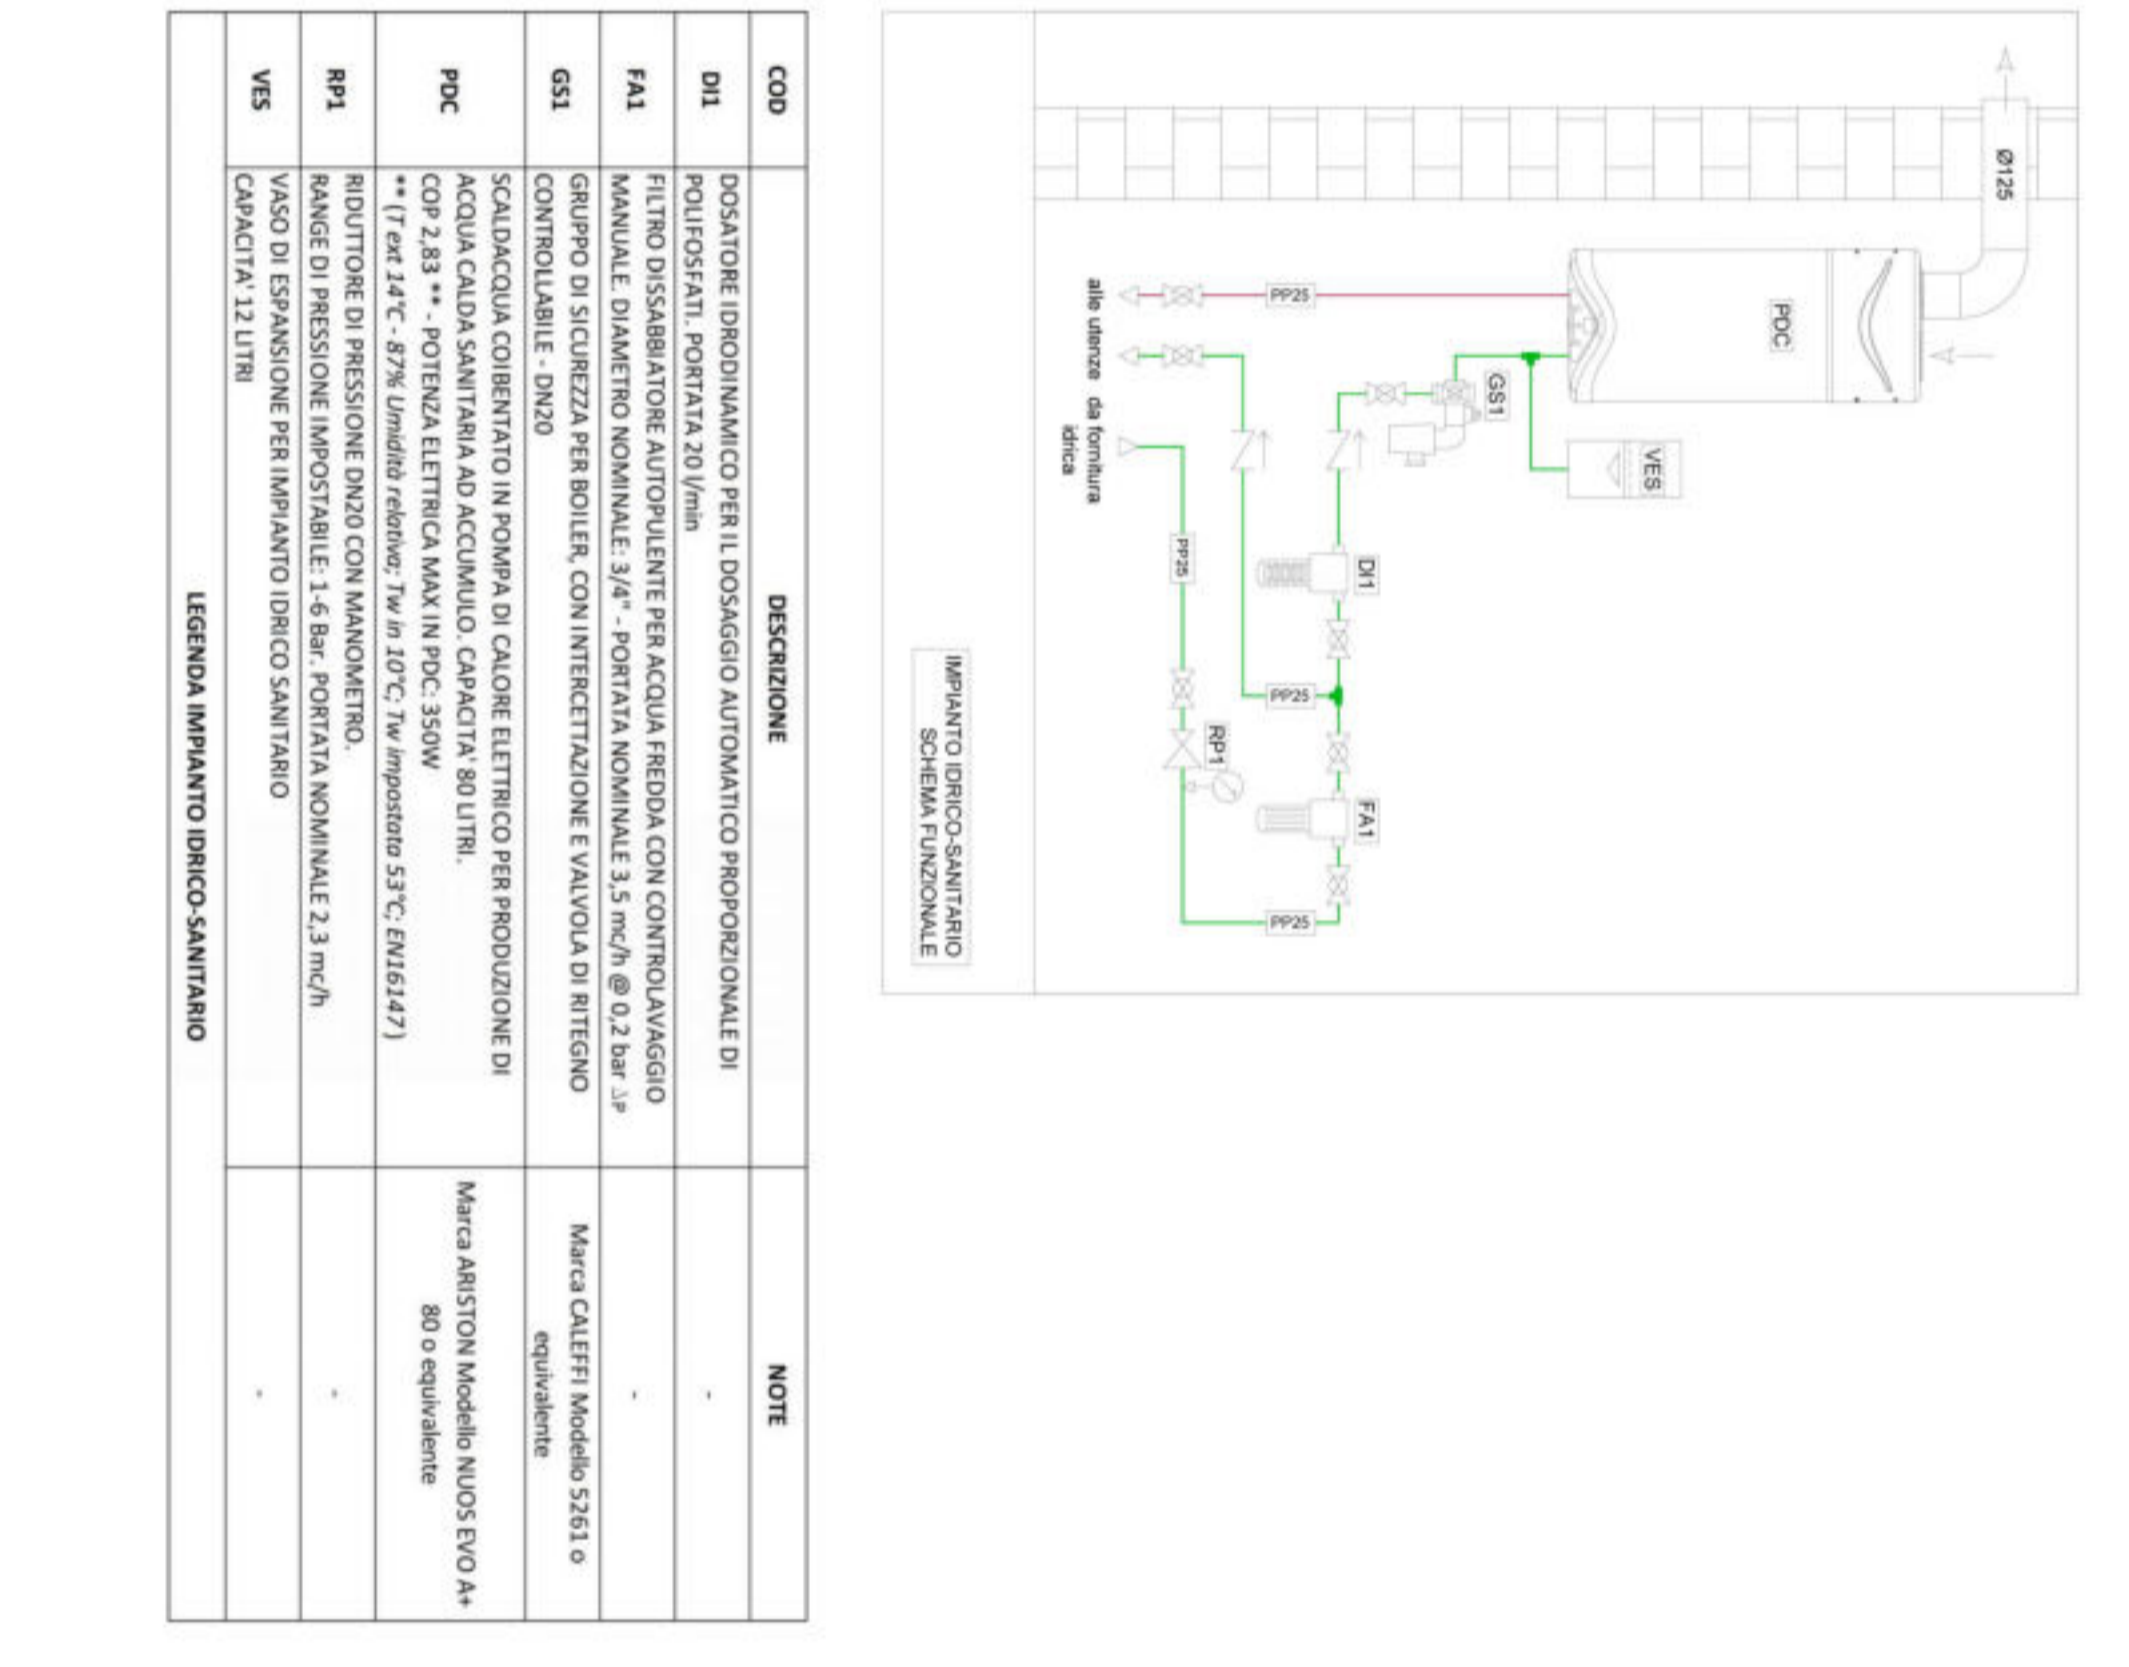 Ø125
PDC
VES
GS1
DI1
FA1
RP1
PP25
PP25
PP25
PP25
alle utenze da fornitura
idrica
IMPIANTO IDRICO-SANITARIO
SCHEMA FUNZIONALE
COD DESCRIZIONE NOTE
DI1 DOSATORE IDRODINAMICO PER IL DOSAGGIO AUTOMATICO PROPORZIONALE DI
POLIFOSFATI. PORTATA 20 l/min -
FA1 FILTRO DISSABBIATORE AUTOPULENTE PER ACQUA FREDDA CON CONTROLAVAGGIO
MANUALE. DIAMETRO NOMINALE: 3/4" - PORTATA NOMINALE 3,5 mc/h @ 0,2 bar ΔP -
GS1 GRUPPO DI SICUREZZA PER BOILER, CON INTERCETTAZIONE E VALVOLA DI RITEGNO Marca CALEFFI Modello 5261 o
CONTROLLABILE - DN20 equivalente
SCALDACQUA COIBENTATO IN POMPA DI CALORE ELETTRICO PER PRODUZIONE DI
PDC ACQUA CALDA SANITARIA AD ACCUMULO. CAPACITA' 80 LITRI. Marca ARISTON Modello NUOS EVO A+
COP 2,83 ** - POTENZA ELETTRICA MAX IN PDC: 350W 80 o equivalente
** (T ext 14°C - 87% Umidità relativa; Tw in 10°C; Tw impostata 53°C; EN16147)
RP1 RIDUTTORE DI PRESSIONE DN20 CON MANOMETRO.
RANGE DI PRESSIONE IMPOSTABILE: 1-6 Bar. PORTATA NOMINALE 2,3 mc/h -
VES VASO DI ESPANSIONE PER IMPIANTO IDRICO SANITARIO
CAPACITA' 12 LITRI -
LEGENDA IMPIANTO IDRICO-SANITARIO